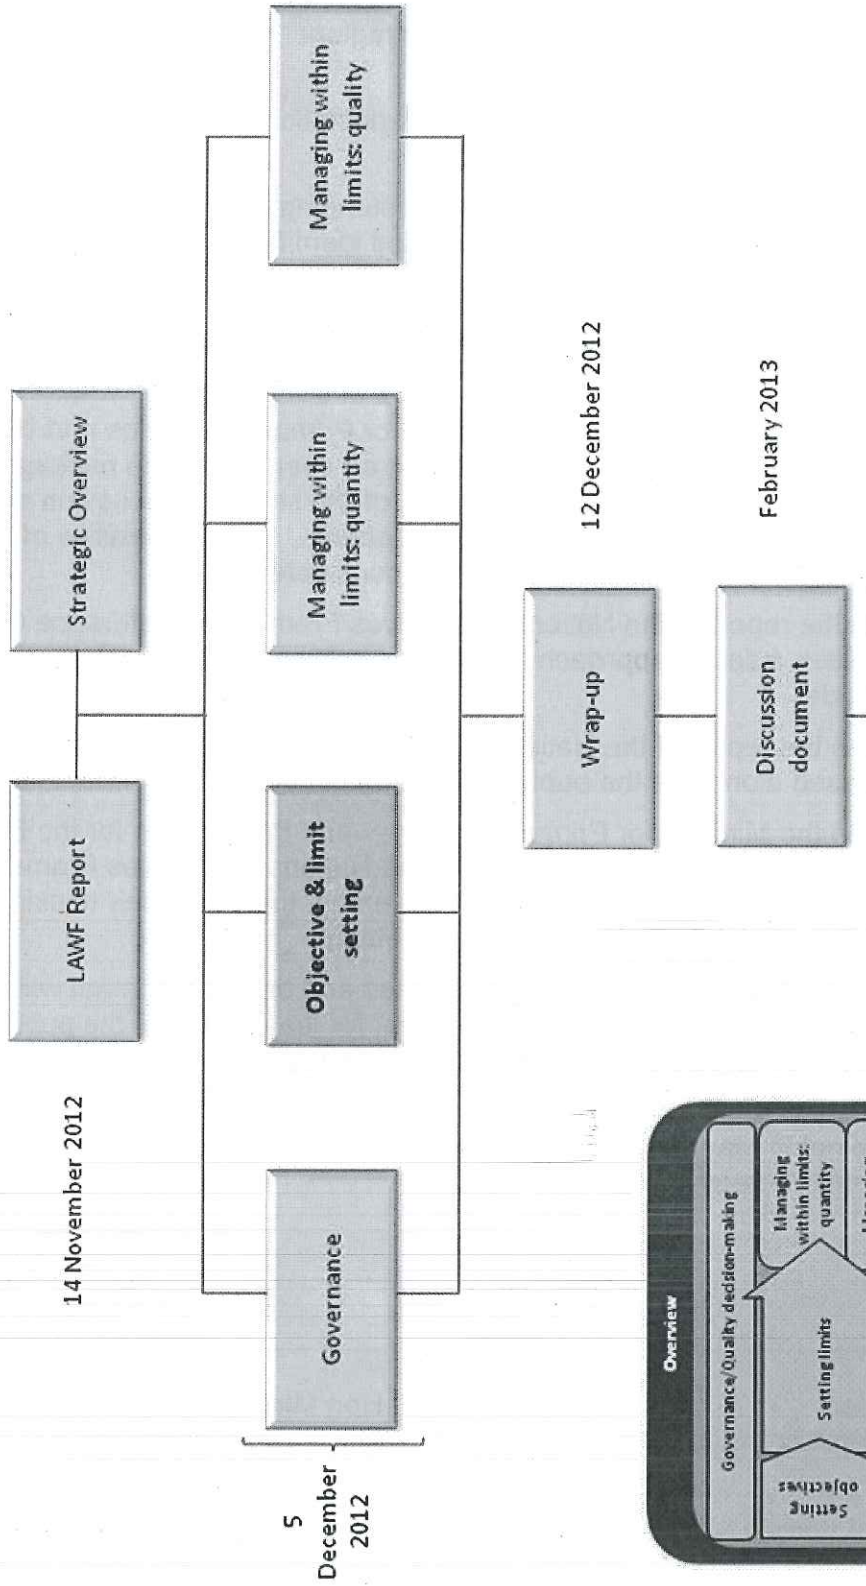 14 November 2012
LAWF Report
Strategic Overview
5
December
2012
Governance
Objective & limit
setting
Managing within
limits: quantity
Managing within
limits: quality
Wrap-up
12 December 2012
Discussion
document
February 2013
Overview
Governance/Quality decision-making
Setting
objectives
Setting limits
Managing
within limits:
quantity